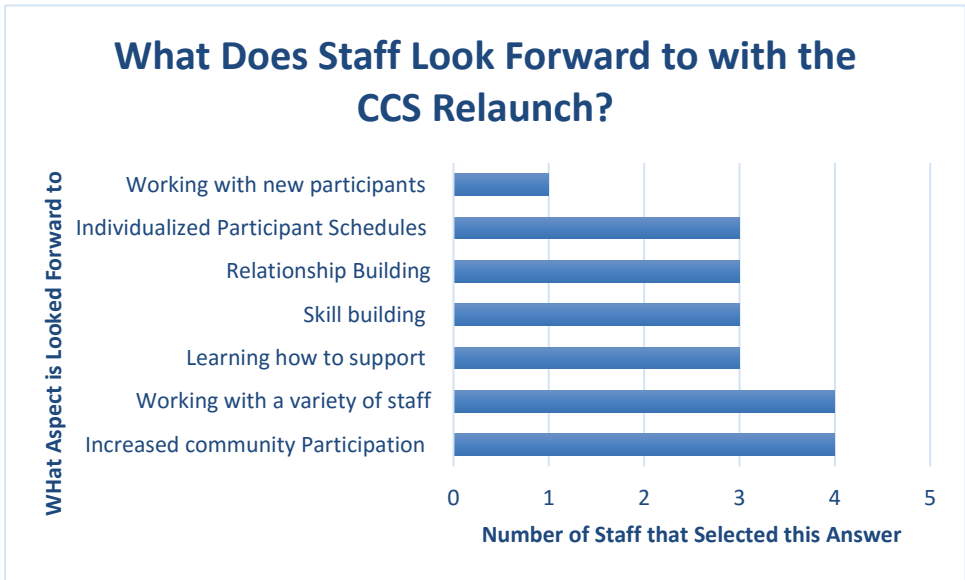 What Does Staff Look Forward to with the
CCS Relaunch?
WHat Aspect is Looked Forward to
Working with new participants
Individualized Participant Schedules
Relationship Building
Skill building
Learning how to support
Working with a variety of staff
Increased community Participation
0 1 2 3 4 5
Number of Staff that Selected this Answer